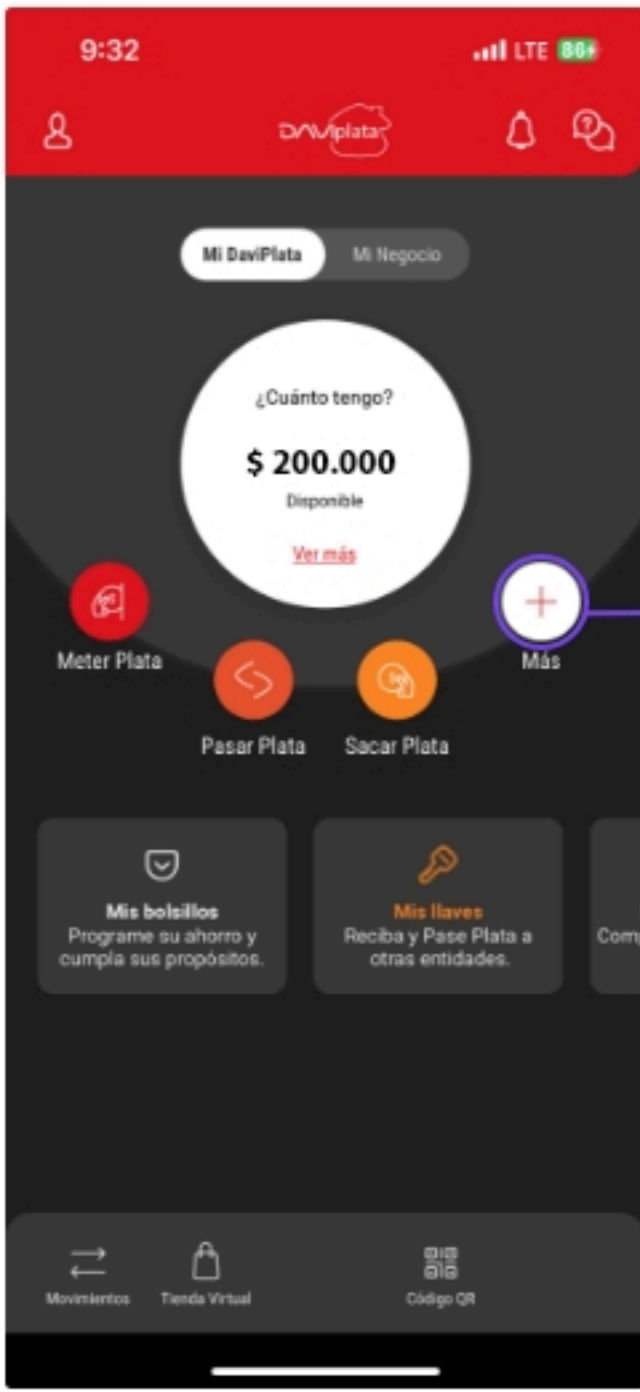 9:32
LTE 86
DAVIplata
Mi DaviPlata
Mi Negocio
¿Cuánto tengo?
$ 200.000
Disponible
Ver más
Meter Plata
Más
Pasar Plata
Sacar Plata
Mis bolsillos
Programe su ahorro y
cumpla sus propósitos.
Mis llaves
Reciba y Pase Plata a
otras entidades.
Comp
Movimientos
Tienda Virtual
Código QR